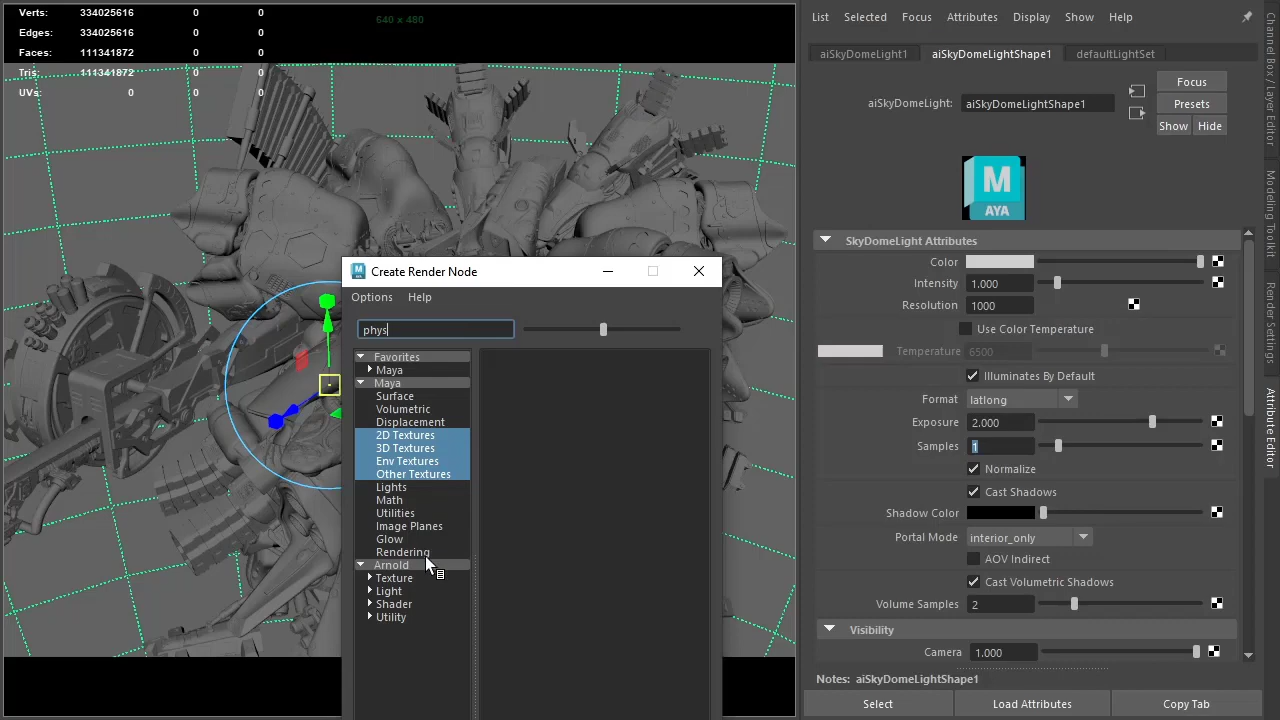 Verts: 334025616 0 0
Edges: 334025616 0 0
Faces: 111341872 0 0
Tris: 111341872 0 0
UVs: 0 0 0
640 x 480
List Selected Focus Attributes Display Show Help
aiSkyDomeLight1 aiSkyDomeLightShape1 defaultLightSet
Focus
aiSkyDomeLight: aiSkyDomeLightShape1
Presets
Show Hide
M
AYA
SkyDomeLight Attributes
Color
Intensity 1.000
Resolution 1000
Use Color Temperature
Temperature 6500
Illuminates By Default
Format latlong
Exposure 2.000
Samples 1
Normalize
Cast Shadows
Shadow Color
Portal Mode interior_only
AOV Indirect
Cast Volumetric Shadows
Volume Samples 2
Visibility
Camera 1.000
Notes: aiSkyDomeLightShape1
Select Load Attributes Copy Tab
Channel Box / Layer Editor
Modeling Toolkit
Render Settings
Attribute Editor
M Create Render Node
Options Help
phys
Favorites
Maya
Maya
Surface
Volumetric
Displacement
2D Textures
3D Textures
Env Textures
Other Textures
Lights
Math
Utilities
Image Planes
Glow
Rendering
Arnold
Texture
Light
Shader
Utility